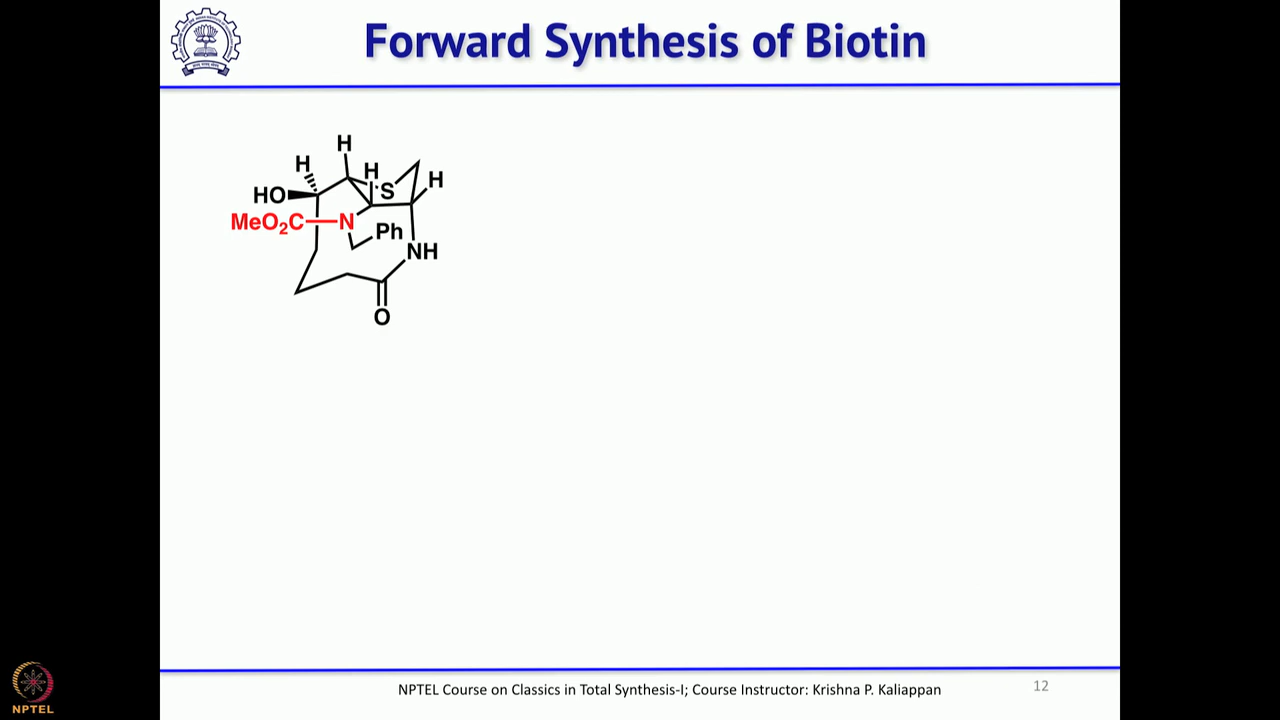 Forward Synthesis of Biotin
H
H
H
S
H
HO
MeO2C
N
Ph
NH
O
NPTEL Course on Classics in Total Synthesis-I; Course Instructor: Krishna P. Kaliappan
12
NPTEL